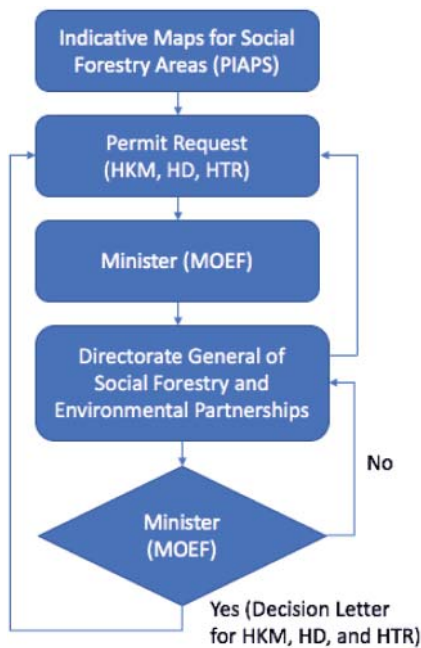 Indicative Maps for Social
Forestry Areas (PIAPS)
Permit Request
(HKM, HD, HTR)
Minister (MOEF)
Directorate General of
Social Forestry and
Environmental Partnerships
No
Minister
(MOEF)
Yes (Decision Letter
for HKM, HD, and HTR)